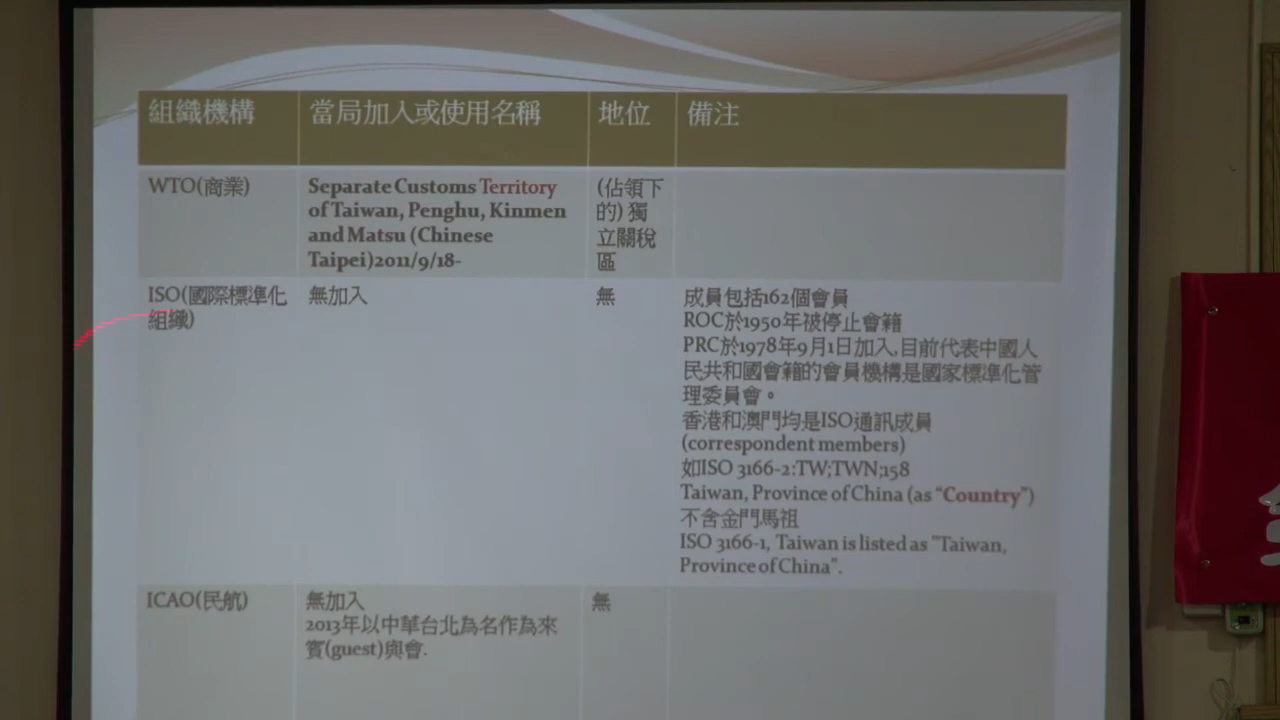 組織機構
當局加入或使用名稱
地位
備注
WTO(商業)
Separate Customs Territory
of Taiwan, Penghu, Kinmen
and Matsu (Chinese
Taipei)2011/9/18-
(佔領下
的) 獨
立關稅
區
ISO(國際標準化
組織)
無加入
無
成員包括162個會員
ROC於1950年被停止會籍
PRC於1978年9月1日加入,目前代表中國人
民共和國會籍的會員機構是國家標準化管
理委員會。
香港和澳門均是ISO通訊成員
(correspondent members)
如ISO 3166-2:TW;TWN;158
Taiwan, Province of China (as “Country”)
不含金門馬祖
ISO 3166-1, Taiwan is listed as "Taiwan,
Province of China".
ICAO(民航)
無加入
2013年以中華台北為名作為來
賓(guest)與會.
無